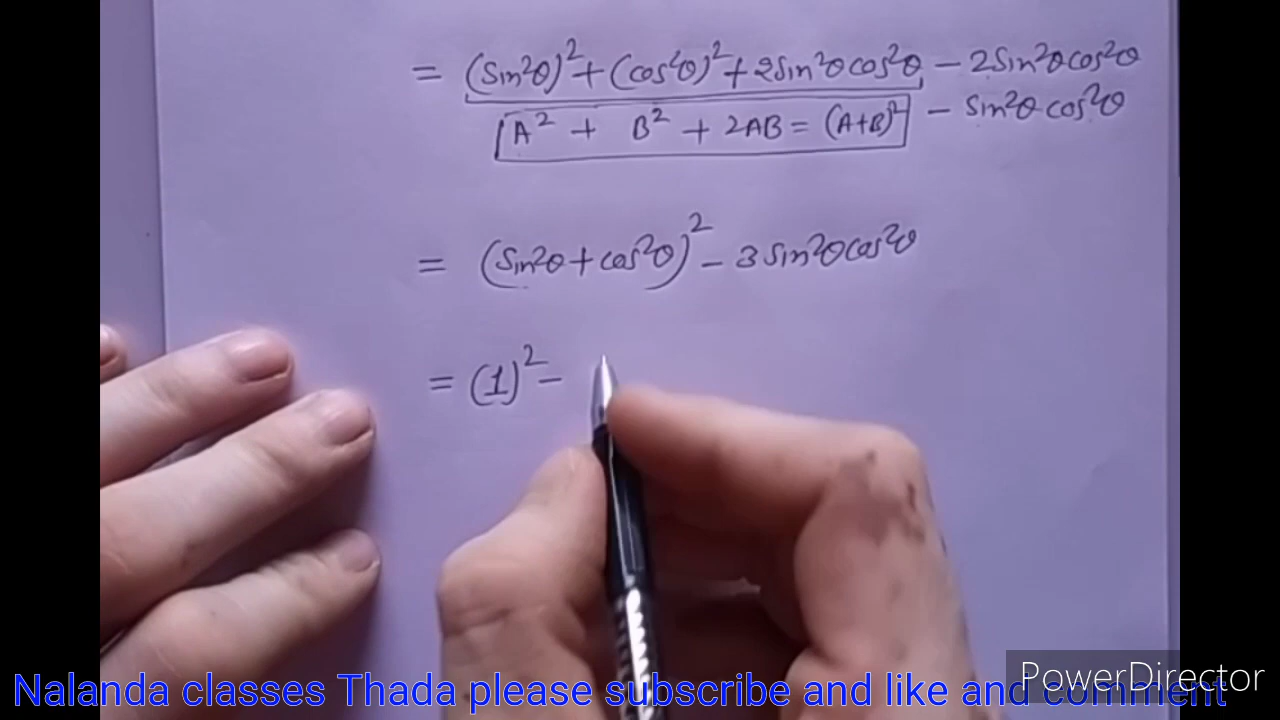 = (Sin²θ)² + (cos²θ)² + 2Sin²θ cos²θ - 2Sin²θ cos²θ
A² + B² + 2AB = (A+B)² - Sin²θ cos²θ
= (Sin²θ + cos²θ)² - 3 Sin²θ cos²θ
= (1)² -
PowerDirector
Nalanda classes Thada please subscribe and like and comment